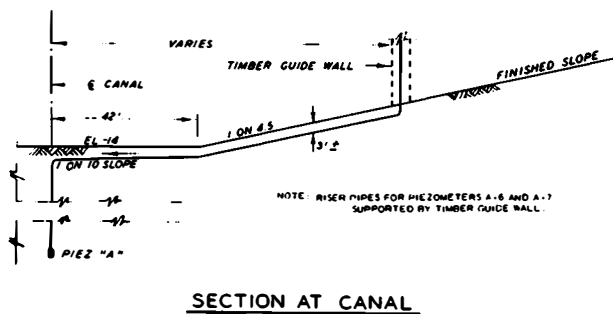 VARIES
TIMBER GUIDE WALL
FINISHED SLOPE
℄ CANAL
42'
EL -14
1 ON 4.5
3' ±
1 ON 10 SLOPE
NOTE: RISER PIPES FOR PIEZOMETERS A-6 AND A-7
SUPPORTED BY TIMBER GUIDE WALL.
PIEZ "A"
SECTION AT CANAL